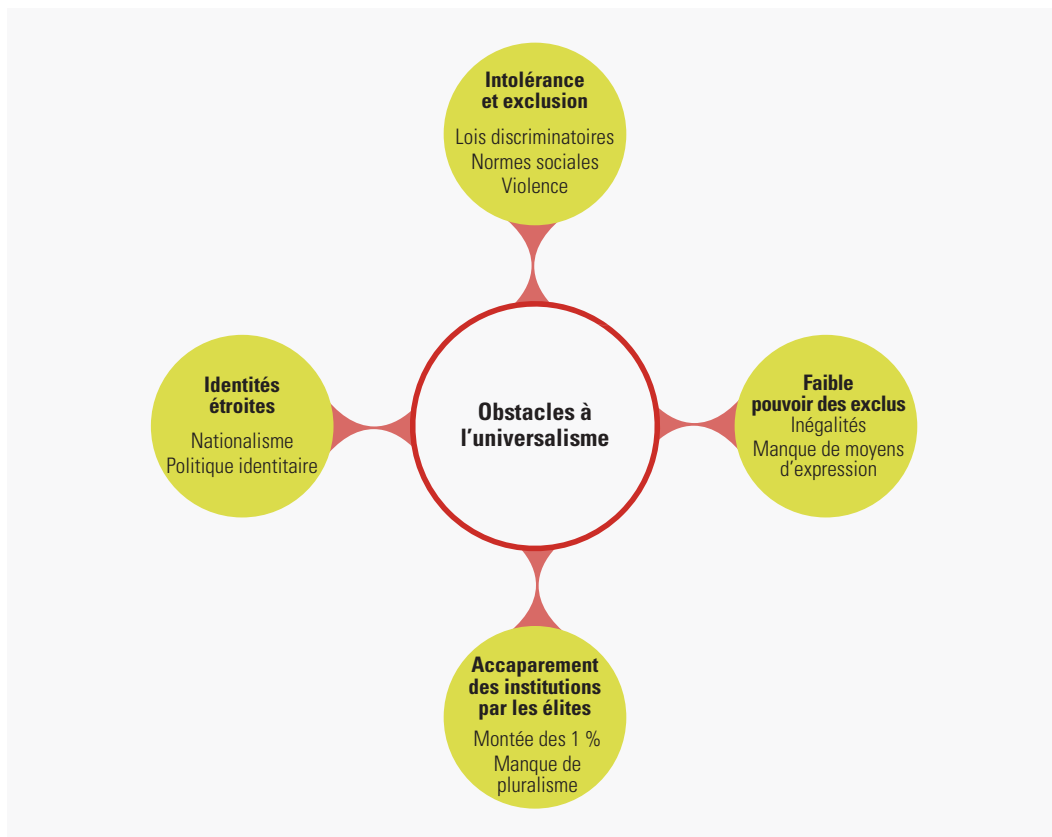 Intolérance
et exclusion
Lois discriminatoires
Normes sociales
Violence
Identités
étroites
Nationalisme
Politique identitaire
Obstacles à
l'universalisme
Faible
pouvoir des exclus
Inégalités
Manque de moyens
d'expression
Accaparement
des institutions
par les élites
Montée des 1 %
Manque de
pluralisme